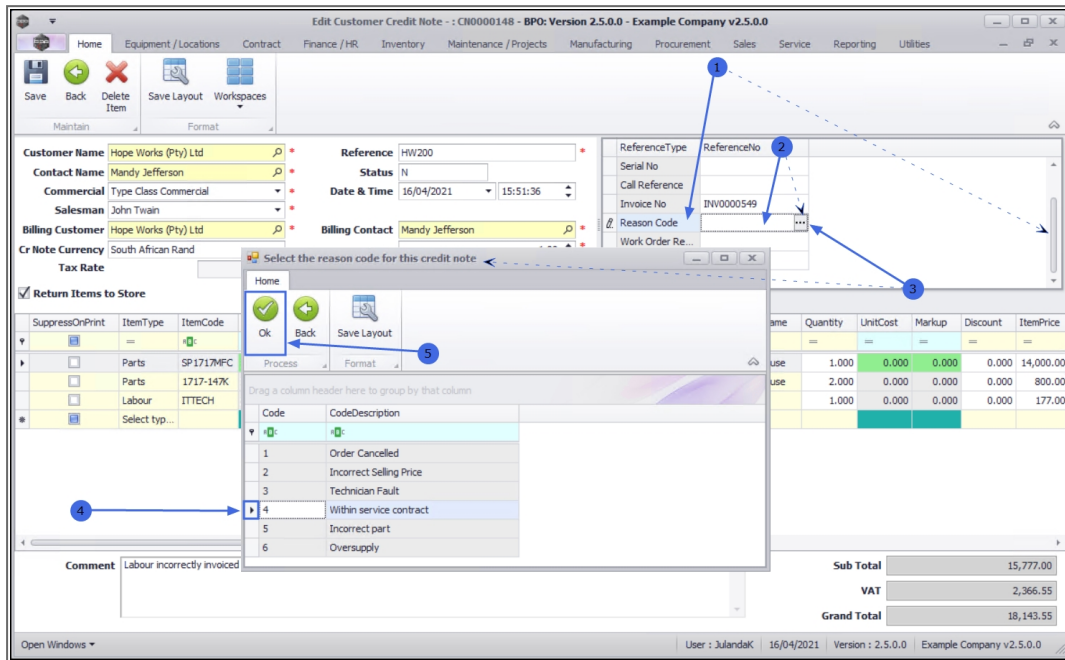 Edit Customer Credit Note - : CN0000148 - BPO: Version 2.5.0.0 - Example Company v2.5.0.0
Home Equipment / Locations Contract Finance / HR Inventory Maintenance / Projects Manufacturing Procurement Sales Service Reporting Utilities
Save Back Delete Item Save Layout Workspaces
Maintain Format
1
2
3
4
5
Customer Name Hope Works (Pty) Ltd * Reference HW200 *
Contact Name Mandy Jefferson * Status N
Commercial Type Class Commercial * Date & Time 16/04/2021 15:51:36
Salesman John Twain *
Billing Customer Hope Works (Pty) Ltd * Billing Contact Mandy Jefferson *
Cr Note Currency South African Rand *
Tax Rate
Return Items to Store
ReferenceType ReferenceNo
Serial No
Call Reference
Invoice No INV0000549
Reason Code ...
Work Order Re...
Select the reason code for this credit note
Home
Ok Back Save Layout
Process Format
Drag a column header here to group by that column
Code CodeDescription
1 Order Cancelled
2 Incorrect Selling Price
3 Technician Fault
4 Within service contract
5 Incorrect part
6 Oversupply
SuppressOnPrint ItemType ItemCode ame Quantity UnitCost Markup Discount ItemPrice
= = = = = =
Parts SP1717MFC use 1.000 0.000 0.000 0.000 14,000.00
Parts 1717-147K use 2.000 0.000 0.000 0.000 800.00
Labour ITTECH 1.000 0.000 0.000 0.000 177.00
Select typ...
Comment Labour incorrectly invoiced
Sub Total 15,777.00
VAT 2,366.55
Grand Total 18,143.55
Open Windows User : JulandaK 16/04/2021 Version : 2.5.0.0 Example Company v2.5.0.0